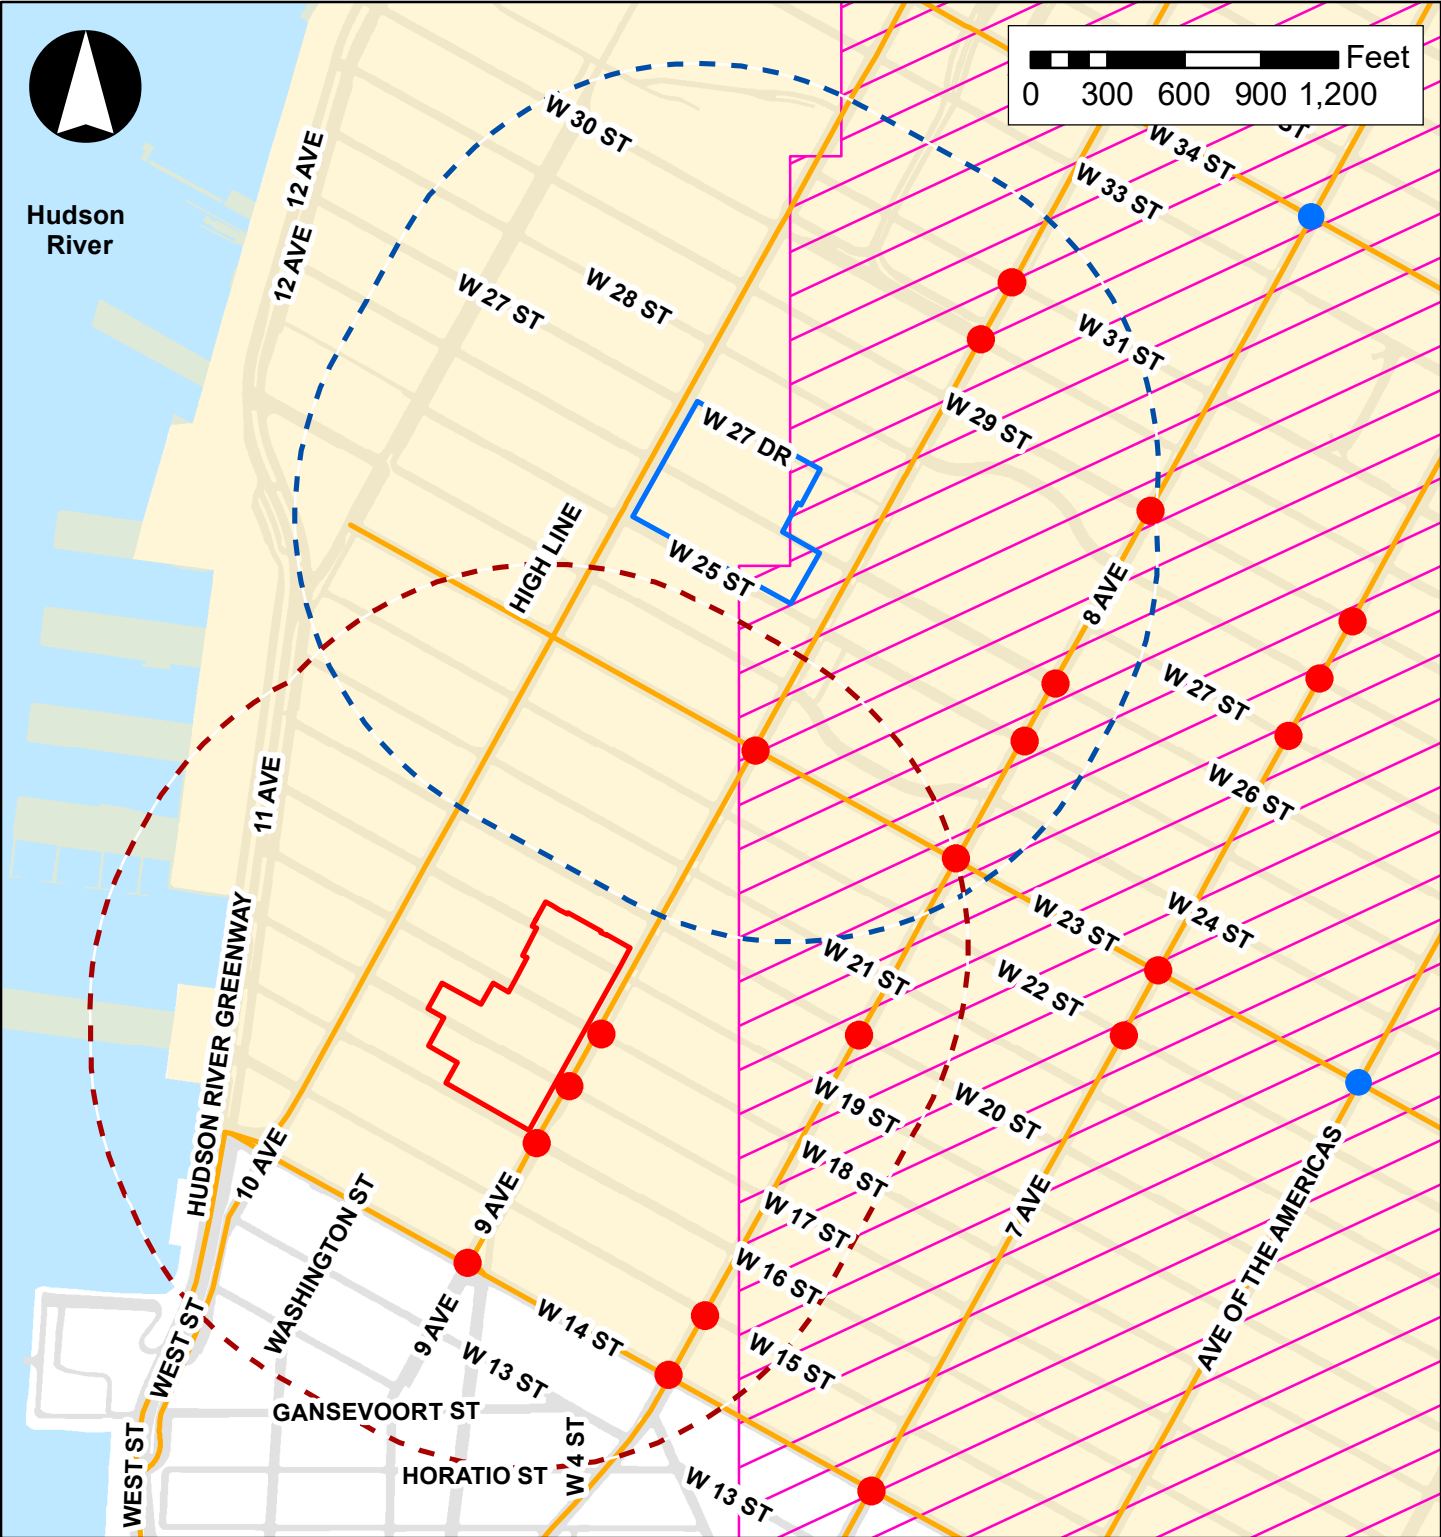 Feet
0 300 600 900 1,200
ST
W 34 ST
W 33 ST
W 30 ST
12 AVE
Hudson
River
12 AVE
W 28 ST
W 27 ST
W 31 ST
W 29 ST
W 27 DR
HIGH LINE
W 25 ST
8 AVE
W 27 ST
W 26 ST
11 AVE
W 24 ST
W 23 ST
W 21 ST
W 22 ST
HUDSON RIVER GREENWAY
W 19 ST
W 20 ST
10 AVE
W 18 ST
WASHINGTON ST
9 AVE
W 17 ST
7 AVE
AVE OF THE AMERICAS
W 16 ST
9 AVE
W 14 ST
WEST ST
W 13 ST
W 15 ST
GANSEVOORT ST
W 4 ST
WEST ST
HORATIO ST
W 13 ST